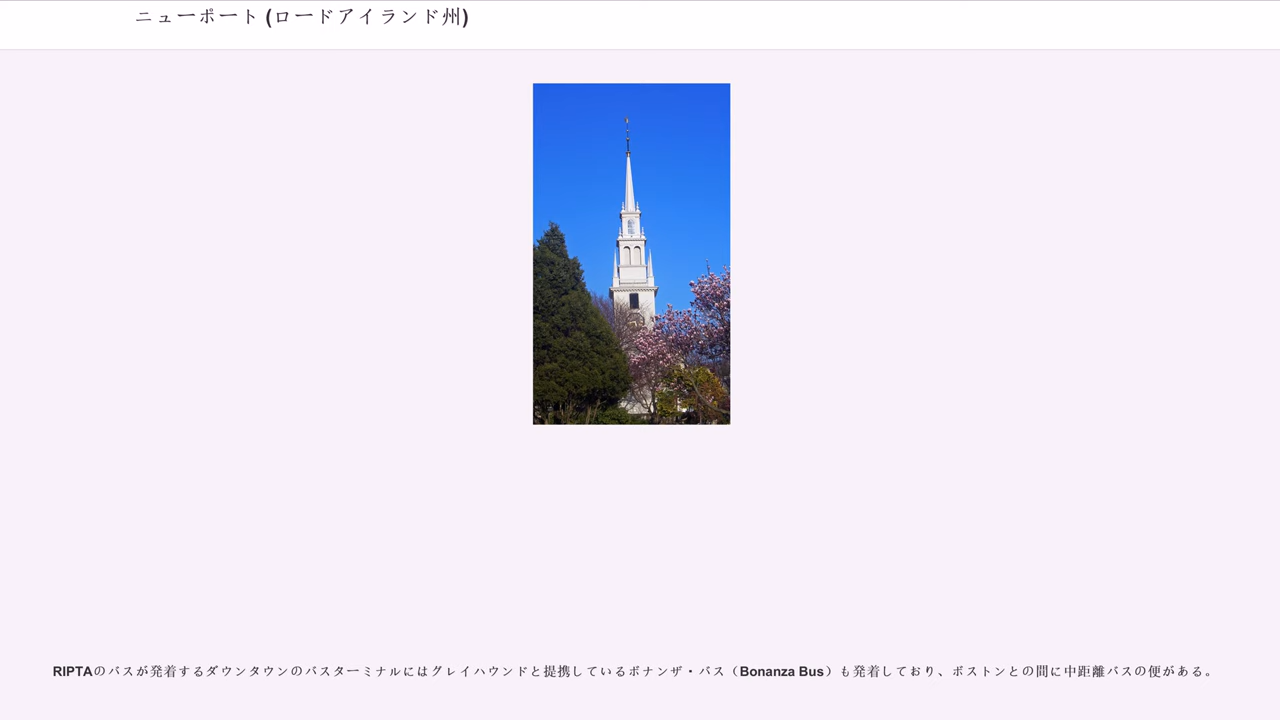 ニューポート (ロードアイランド州)
RIPTAのバスが発着するダウンタウンのバスターミナルにはグレイハウンドと提携しているボナンザ・バス（Bonanza Bus）も発着しており、ボストンとの間に中距離バスの便がある。